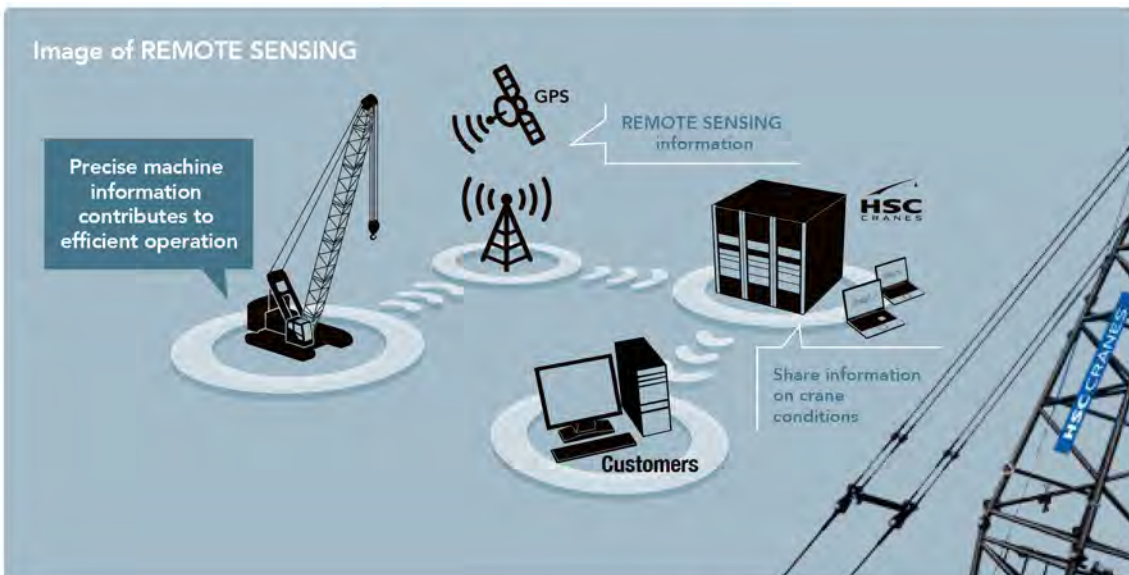 Image of REMOTE SENSING
GPS
REMOTE SENSING
information
Precise machine
information
contributes to
efficient operation
HSC
CRANES
Share information
on crane
conditions
Customers
HSC CRANES